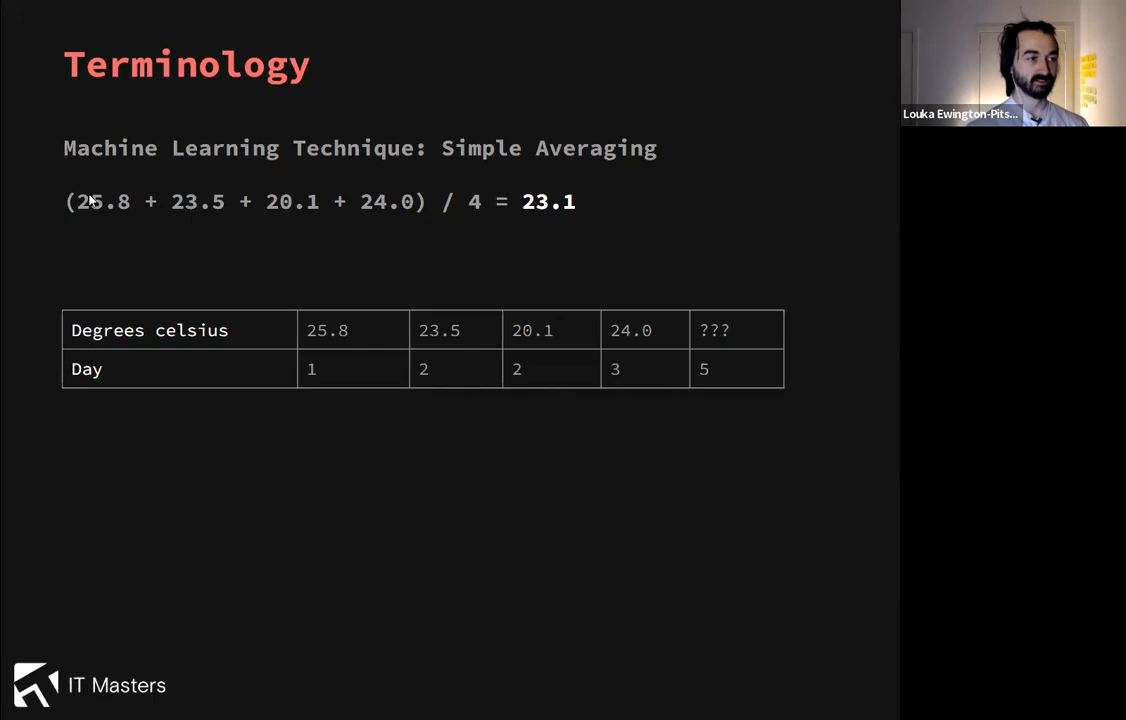 Terminology
Louka Ewington-Pits...
Machine Learning Technique: Simple Averaging
(25.8 + 23.5 + 20.1 + 24.0) / 4 = 23.1
Degrees celsius 25.8 23.5 20.1 24.0 ???
Day 1 2 2 3 5
IT Masters